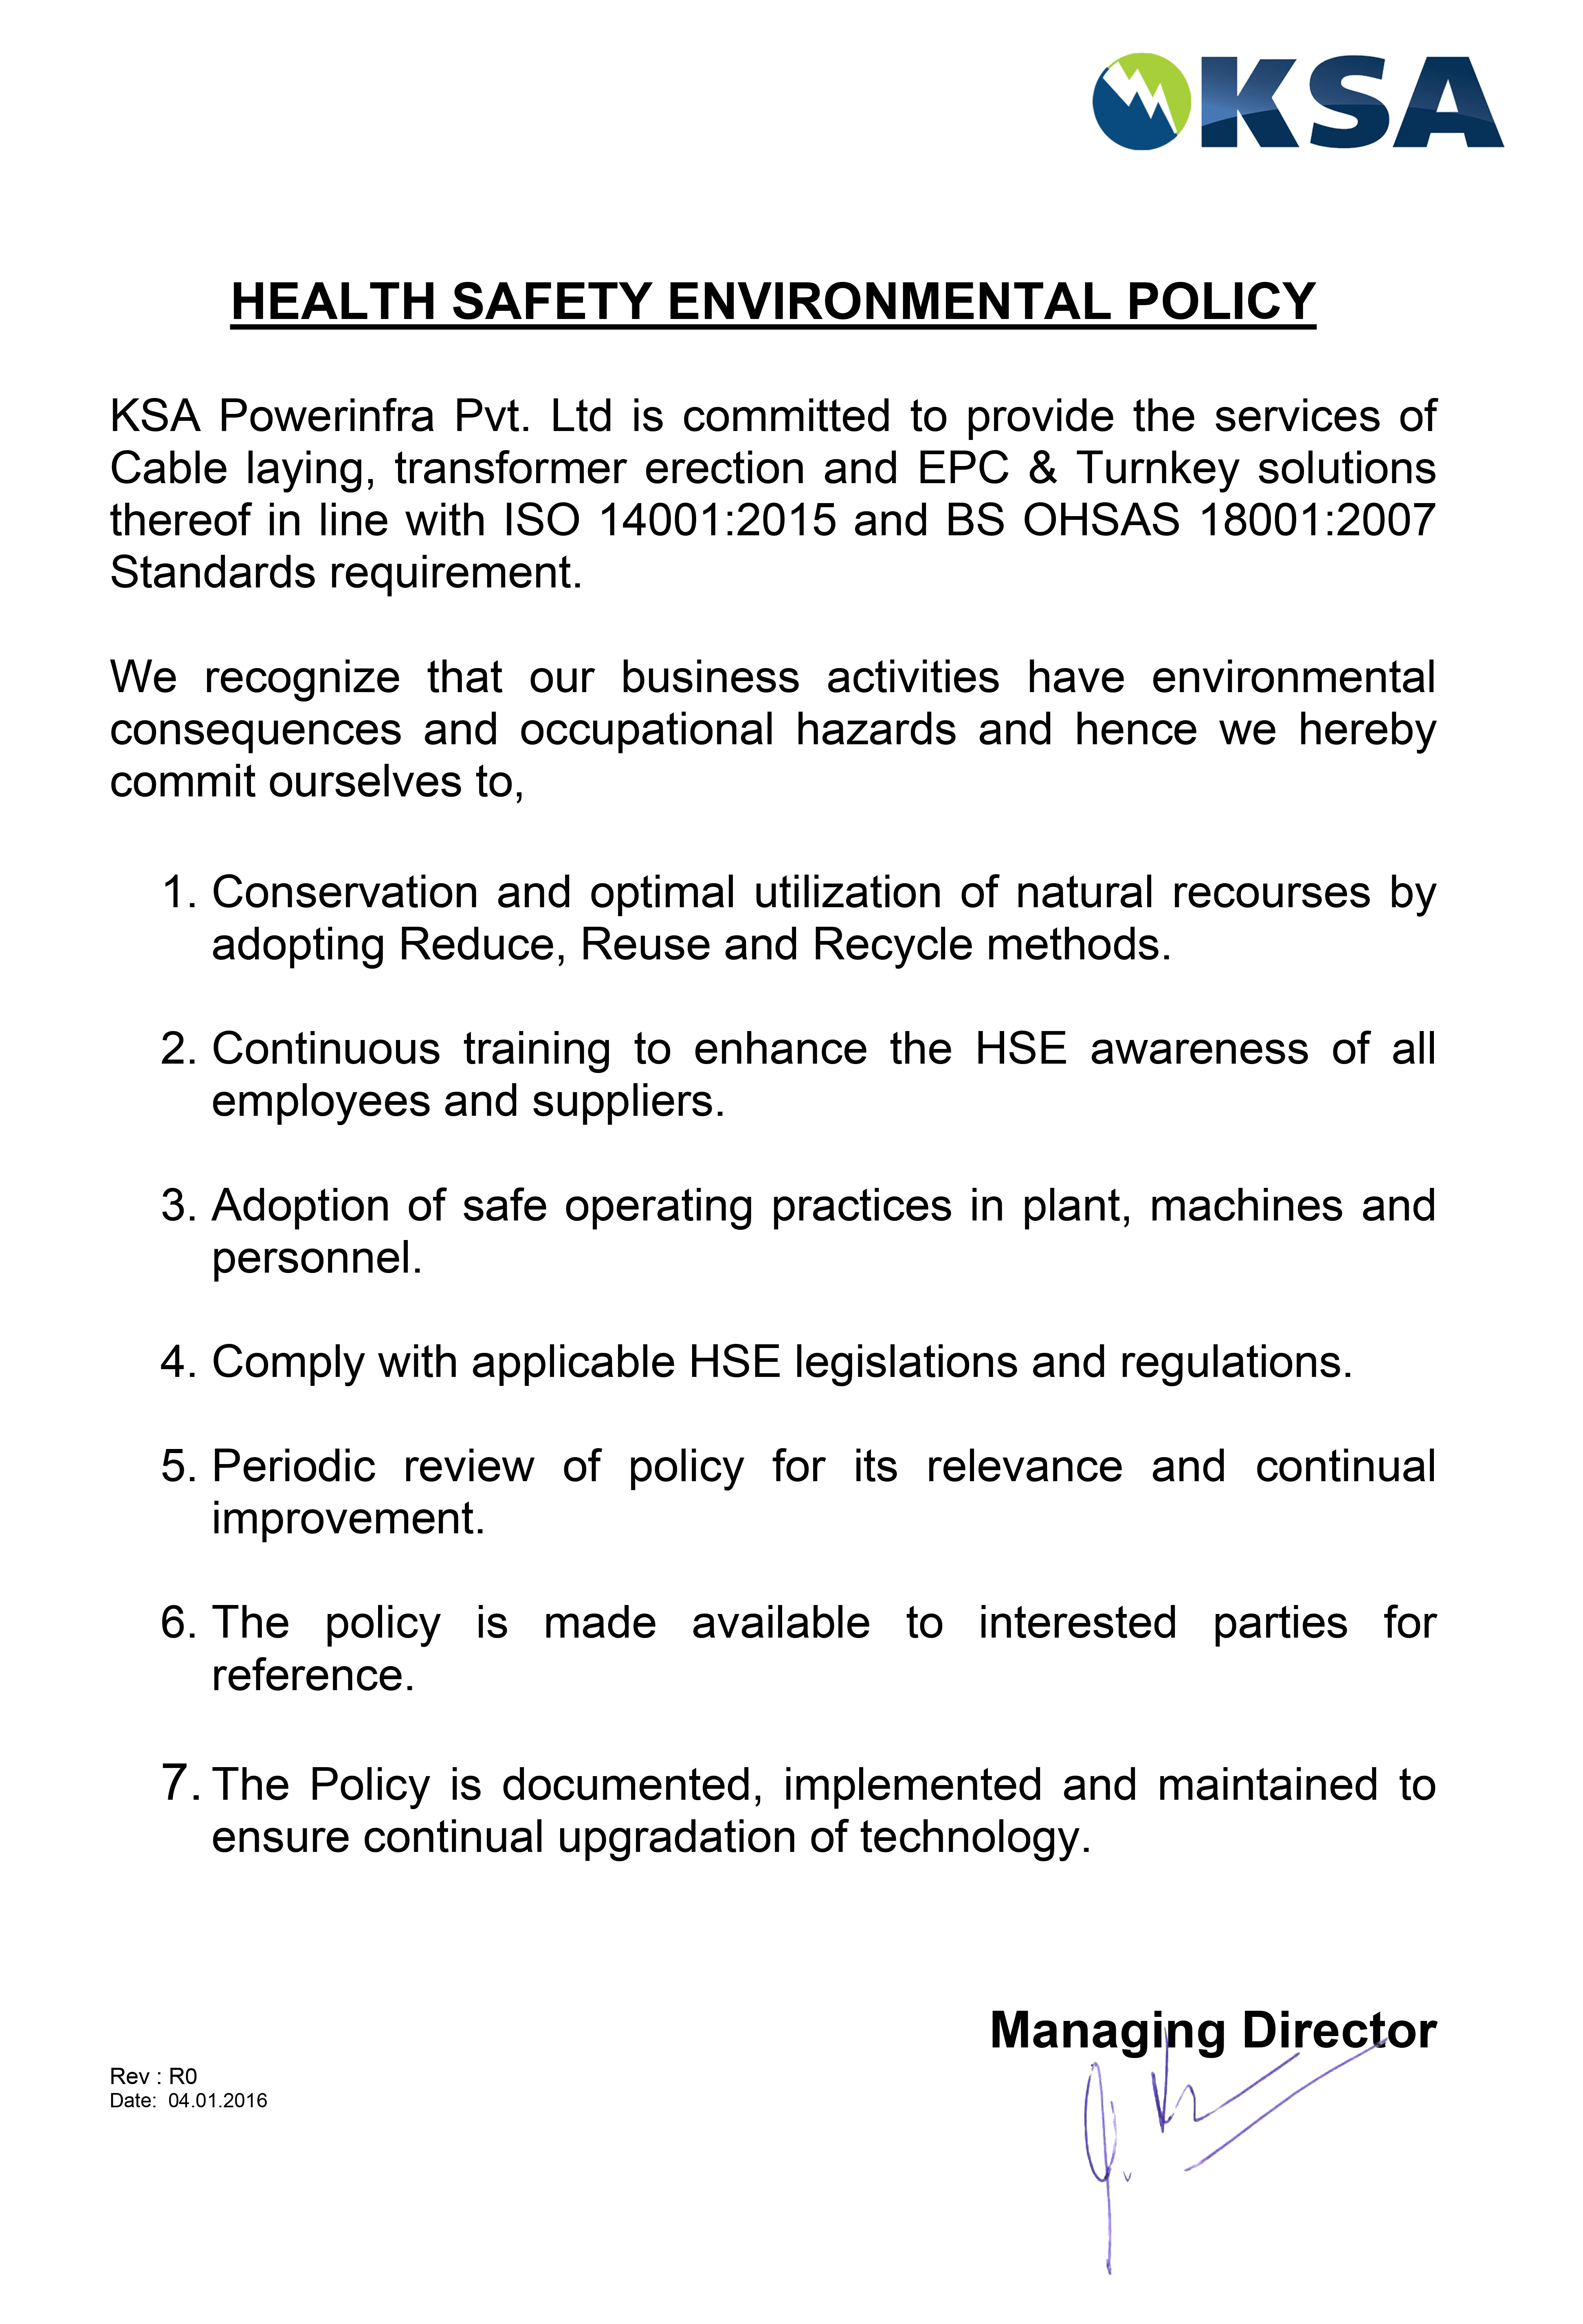 KSA
HEALTH SAFETY ENVIRONMENTAL POLICY
KSA Powerinfra Pvt. Ltd is committed to provide the services of
Cable laying, transformer erection and EPC & Turnkey solutions
thereof in line with ISO 14001:2015 and BS OHSAS 18001:2007
Standards requirement.
We recognize that our business activities have environmental
consequences and occupational hazards and hence we hereby
commit ourselves to,
1. Conservation and optimal utilization of natural recourses by
adopting Reduce, Reuse and Recycle methods.
2. Continuous training to enhance the HSE awareness of all
employees and suppliers.
3. Adoption of safe operating practices in plant, machines and
personnel.
4. Comply with applicable HSE legislations and regulations.
5. Periodic review of policy for its relevance and continual
improvement.
6. The policy is made available to interested parties for
reference.
7. The Policy is documented, implemented and maintained to
ensure continual upgradation of technology.
Managing Director
Rev : R0
Date: 04.01.2016